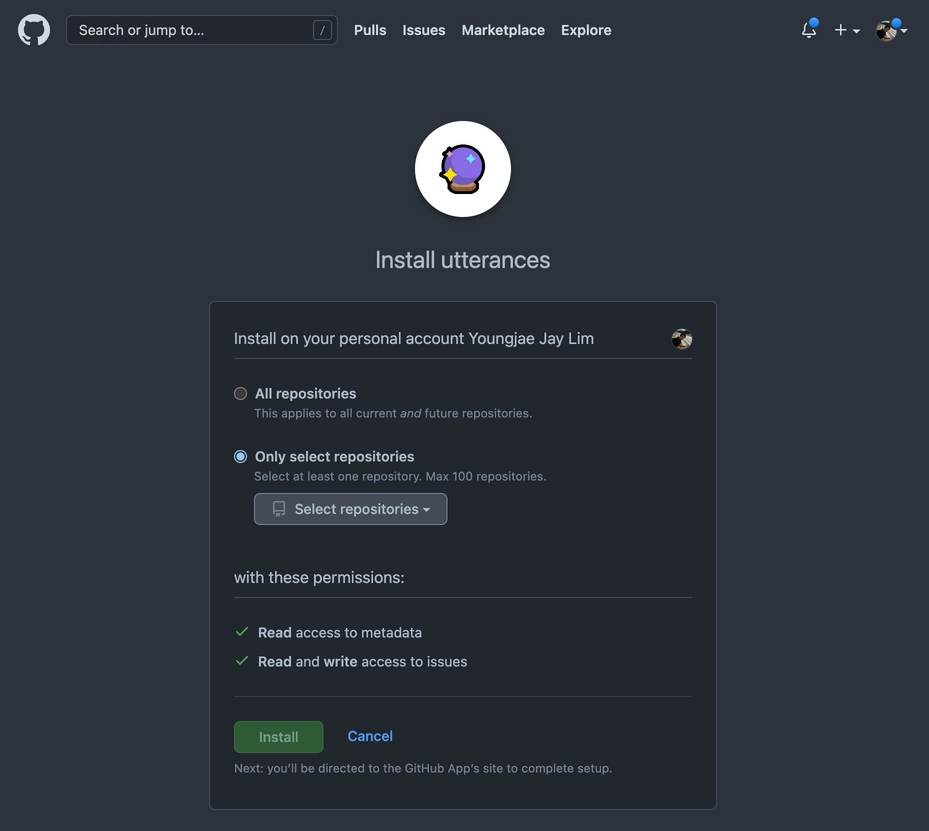 Search or jump to... /
Pulls Issues Marketplace Explore
Install utterances
Install on your personal account Youngjae Jay Lim
All repositories
This applies to all current and future repositories.
Only select repositories
Select at least one repository. Max 100 repositories.
Select repositories
with these permissions:
Read access to metadata
Read and write access to issues
Install Cancel
Next: you'll be directed to the GitHub App's site to complete setup.